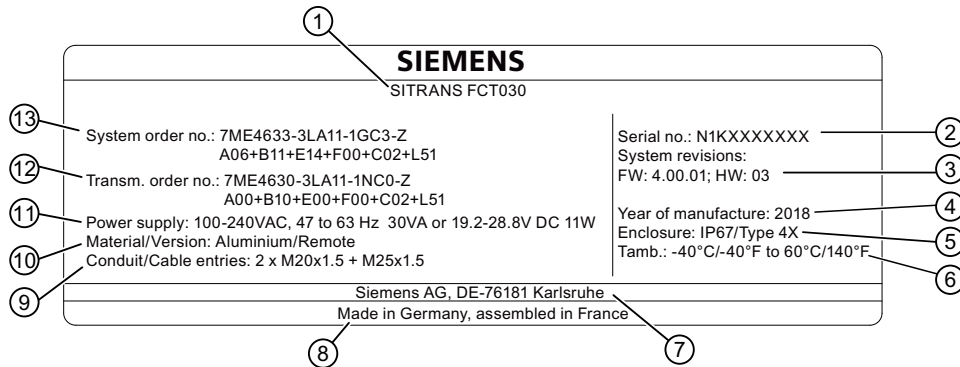 ①
SIEMENS
SITRANS FCT030
⑬
System order no.: 7ME4633-3LA11-1GC3-Z
A06+B11+E14+F00+C02+L51
⑫
Transm. order no.: 7ME4630-3LA11-1NC0-Z
A00+B10+E00+F00+C02+L51
⑪
Power supply: 100-240VAC, 47 to 63 Hz 30VA or 19.2-28.8V DC 11W
⑩
Material/Version: Aluminium/Remote
Conduit/Cable entries: 2 x M20x1.5 + M25x1.5
⑨
Serial no.: N1KXXXXXXX
②
System revisions:
FW: 4.00.01; HW: 03
③
Year of manufacture: 2018
④
Enclosure: IP67/Type 4X
⑤
Tamb.: -40°C/-40°F to 60°C/140°F
⑥
Siemens AG, DE-76181 Karlsruhe
Made in Germany, assembled in France
⑧
⑦